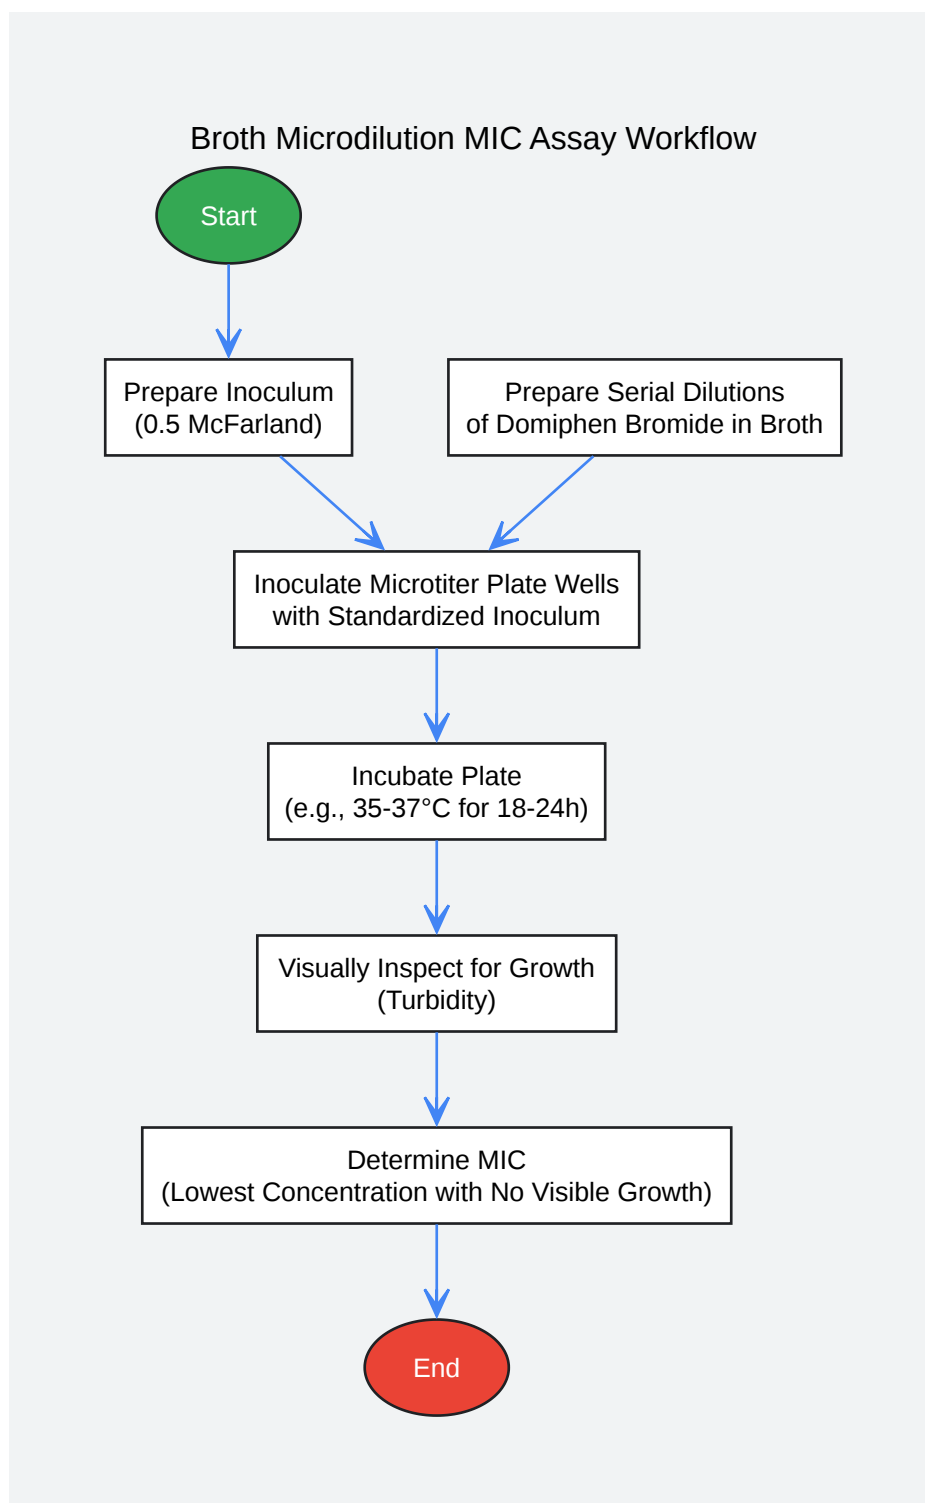 Broth Microdilution MIC Assay Workflow
Start
Prepare Inoculum
(0.5 McFarland)
Prepare Serial Dilutions
of Domiphen Bromide in Broth
Inoculate Microtiter Plate Wells
with Standardized Inoculum
Incubate Plate
(e.g., 35-37°C for 18-24h)
Visually Inspect for Growth
(Turbidity)
Determine MIC
(Lowest Concentration with No Visible Growth)
End